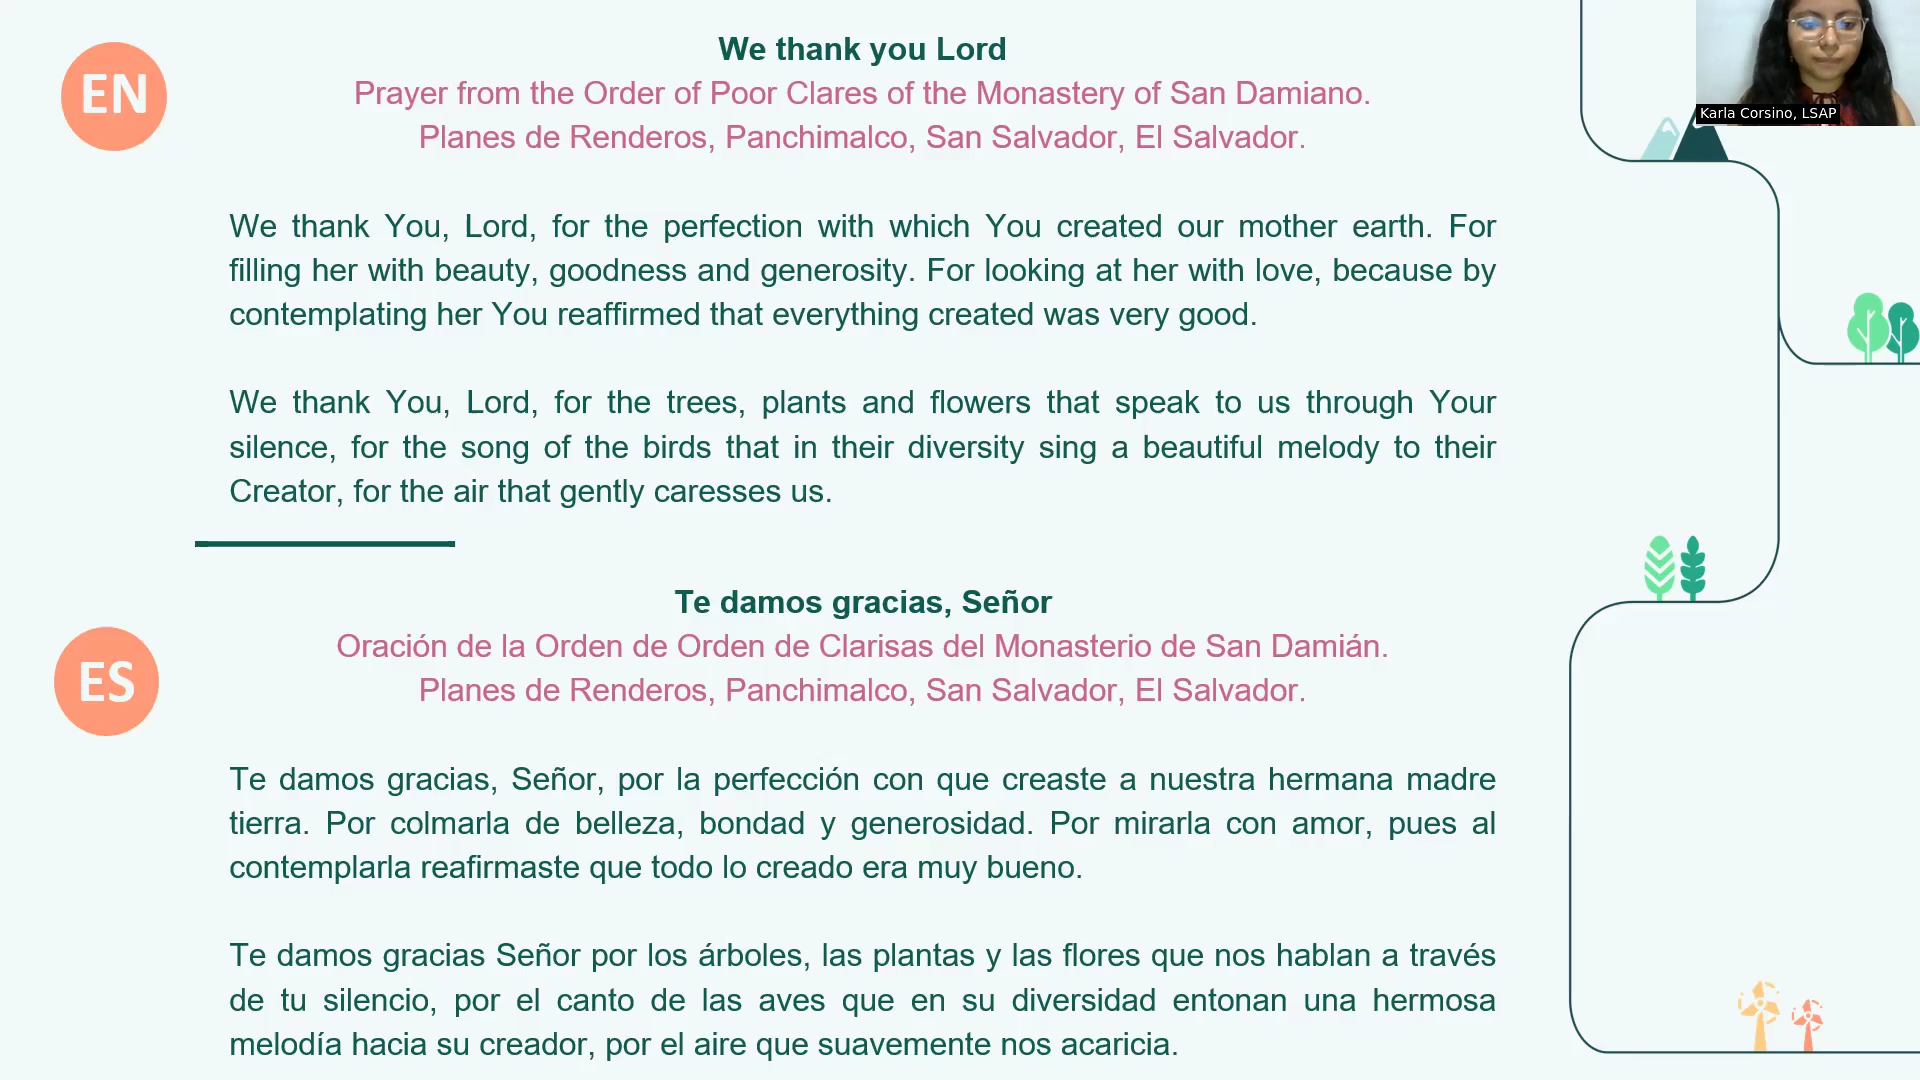 EN
We thank you Lord
Prayer from the Order of Poor Clares of the Monastery of San Damiano.
Planes de Renderos, Panchimalco, San Salvador, El Salvador.
Karla Corsino, LSAP
We thank You, Lord, for the perfection with which You created our mother earth. For
filling her with beauty, goodness and generosity. For looking at her with love, because by
contemplating her You reaffirmed that everything created was very good.
We thank You, Lord, for the trees, plants and flowers that speak to us through Your
silence, for the song of the birds that in their diversity sing a beautiful melody to their
Creator, for the air that gently caresses us.
ES
Te damos gracias, Señor
Oración de la Orden de Orden de Clarisas del Monasterio de San Damián.
Planes de Renderos, Panchimalco, San Salvador, El Salvador.
Te damos gracias, Señor, por la perfección con que creaste a nuestra hermana madre
tierra. Por colmarla de belleza, bondad y generosidad. Por mirarla con amor, pues al
contemplarla reafirmaste que todo lo creado era muy bueno.
Te damos gracias Señor por los árboles, las plantas y las flores que nos hablan a través
de tu silencio, por el canto de las aves que en su diversidad entonan una hermosa
melodía hacia su creador, por el aire que suavemente nos acaricia.